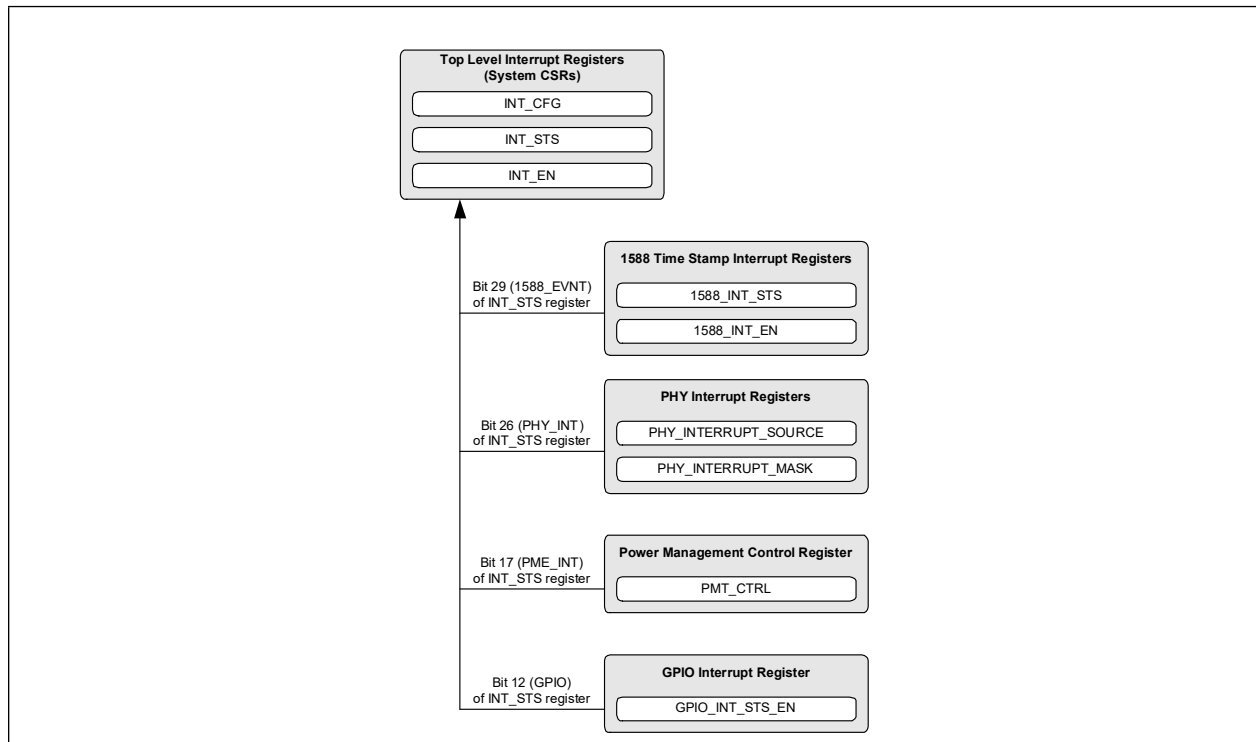 Top Level Interrupt Registers
(System CSRs)
INT_CFG
INT_STS
INT_EN
1588 Time Stamp Interrupt Registers
Bit 29 (1588_EVNT)
of INT_STS register
1588_INT_STS
1588_INT_EN
PHY Interrupt Registers
Bit 26 (PHY_INT)
of INT_STS register
PHY_INTERRUPT_SOURCE
PHY_INTERRUPT_MASK
Power Management Control Register
Bit 17 (PME_INT)
of INT_STS register
PMT_CTRL
GPIO Interrupt Register
Bit 12 (GPIO)
of INT_STS register
GPIO_INT_STS_EN